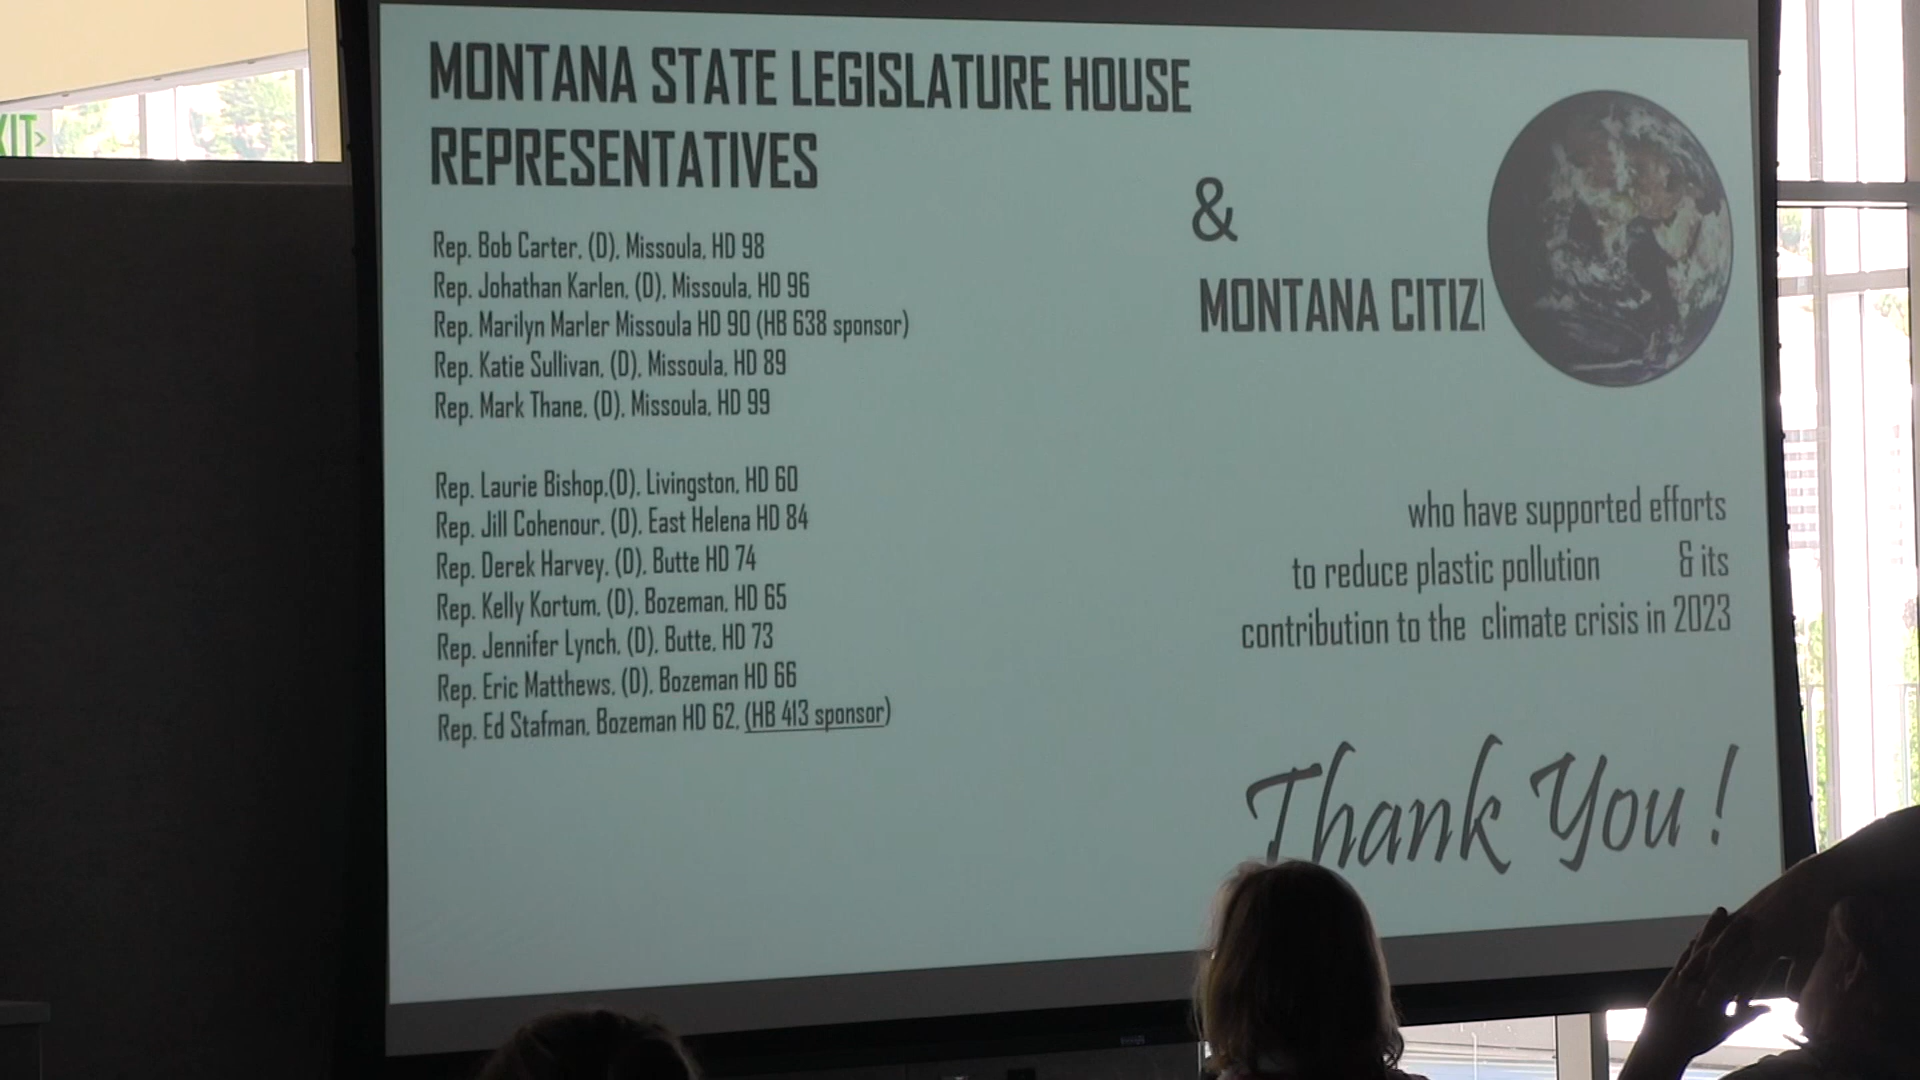 MONTANA STATE LEGISLATURE HOUSE
REPRESENTATIVES
Rep. Bob Carter, (D), Missoula, HD 98
Rep. Johathan Karlen, (D), Missoula, HD 96
Rep. Marilyn Marler Missoula HD 90 (HB 638 sponsor)
Rep. Katie Sullivan, (D), Missoula, HD 89
Rep. Mark Thane, (D), Missoula, HD 99
Rep. Laurie Bishop,(D), Livingston, HD 60
Rep. Jill Cohenour, (D), East Helena HD 84
Rep. Derek Harvey, (D), Butte HD 74
Rep. Kelly Kortum, (D), Bozeman, HD 65
Rep. Jennifer Lynch, (D), Butte, HD 73
Rep. Eric Matthews, (D), Bozeman HD 66
Rep. Ed Stafman, Bozeman HD 62, (HB 413 sponsor)
&
MONTANA CITIZ
who have supported efforts
to reduce plastic pollution & its
contribution to the climate crisis in 2023
Thank You !
XIT>